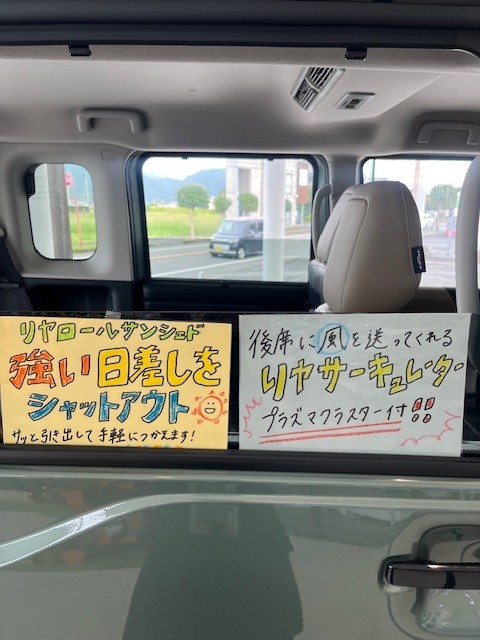 リヤロールサンシェド
強い日差しを
シャットアウト
サッと引き出して手軽につかえます!
後席に風を送ってくれる
リヤサーキュレーター
プラズマクラスター付!!